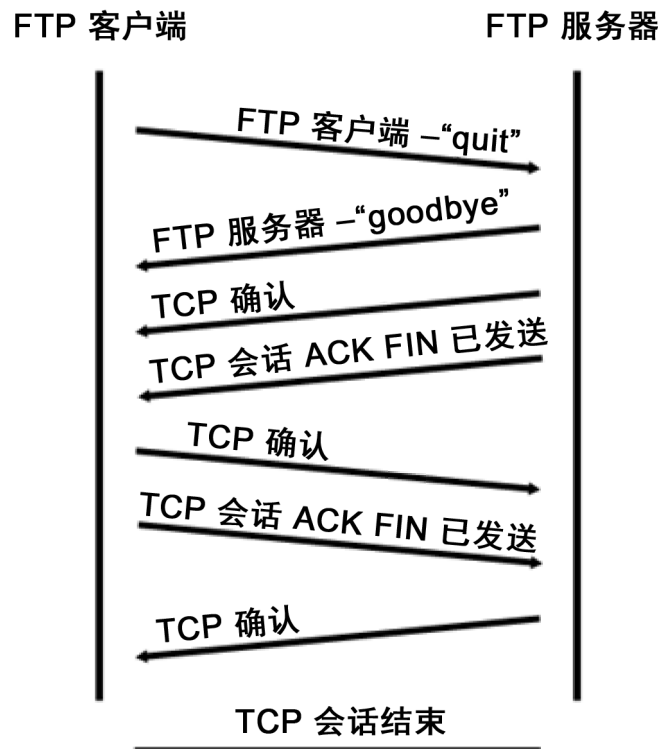 FTP 客户端
FTP 服务器
FTP 客户端 –“quit”
FTP 服务器 –“goodbye”
TCP 确认
TCP 会话 ACK FIN 已发送
TCP 确认
TCP 会话 ACK FIN 已发送
TCP 确认
TCP 会话结束